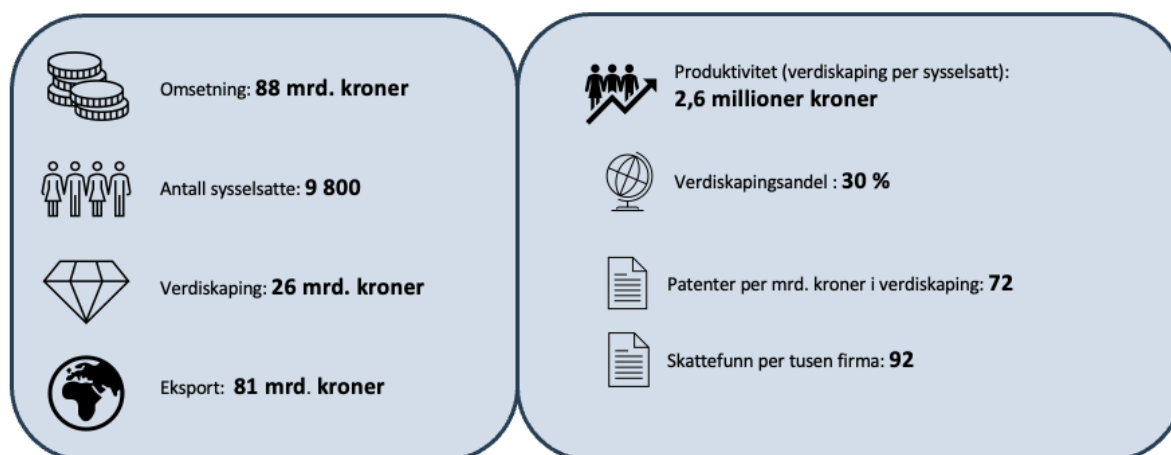 Omsetning: 88 mrd. kroner
Antall sysselsatte: 9 800
Verdiskaping: 26 mrd. kroner
Eksport: 81 mrd. kroner
Produktivitet (verdiskaping per sysselsatt):
2,6 millioner kroner
Verdiskapingsandel : 30 %
Patenter per mrd. kroner i verdiskaping: 72
Skattefunn per tusen firma: 92